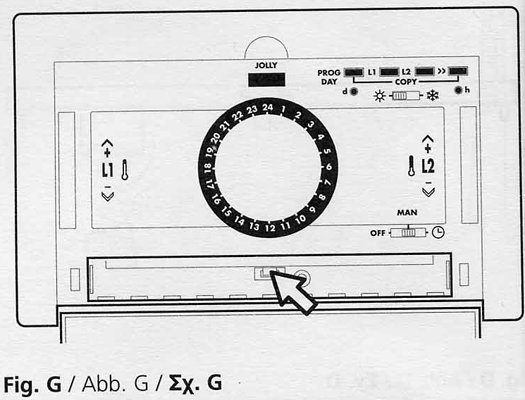 JOLLY
PROG DAY L1 L2 >> 
COPY
d h
24 1 2 3 4 5 6 7 8 9 10 11 12 13 14 15 16 17 18 19 20 21 22 23
+ L1 −
+ L2 −
MAN
OFF
Fig. G / Abb. G / Σχ. G